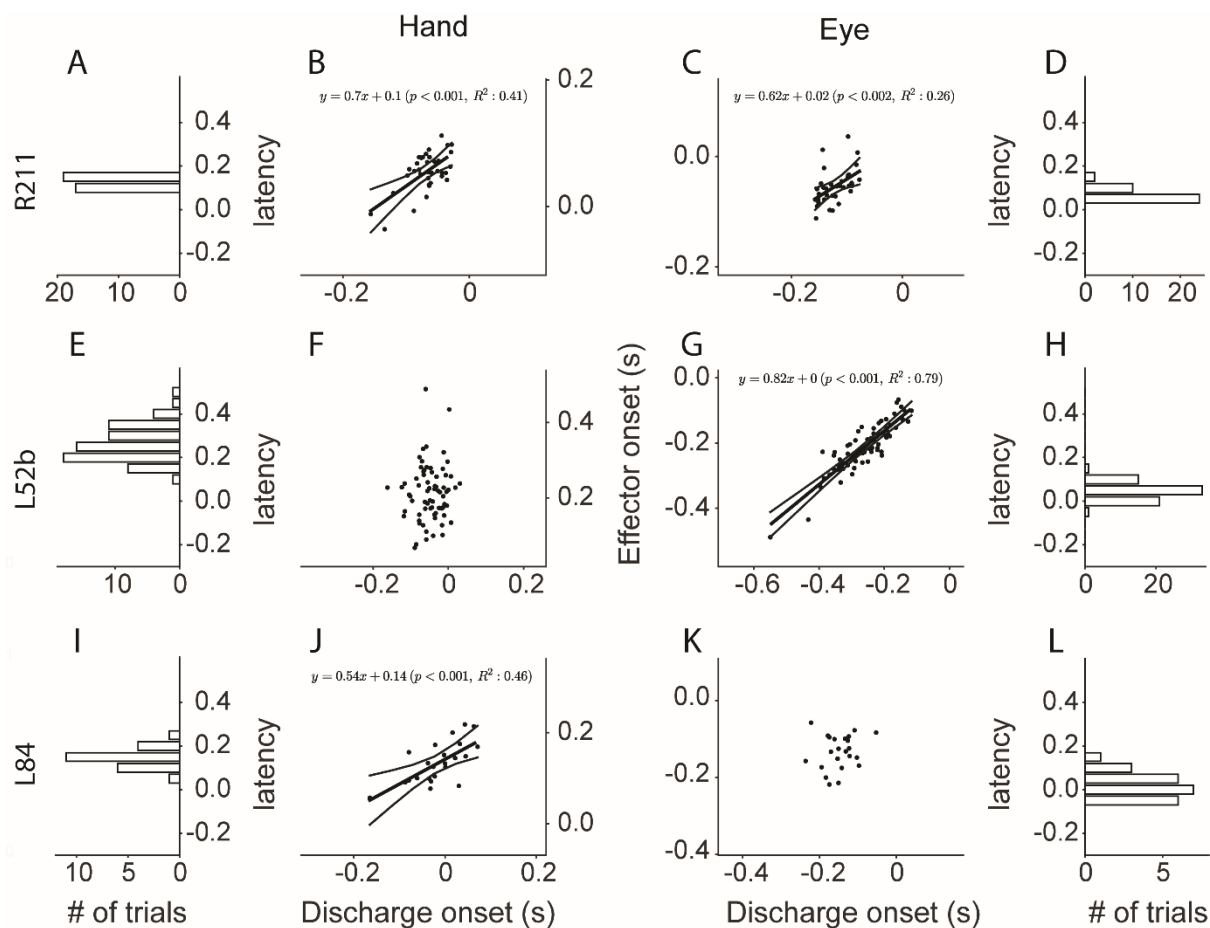 Hand
Eye
A
B
C
D
R211
0.4
0.2
0.0
-0.2
latency
20 10 0
y = 0.7x + 0.1 (p < 0.001, R² : 0.41)
0.2
0.0
-0.2 0
y = 0.62x + 0.02 (p < 0.002, R² : 0.26)
0.0
-0.2
-0.2 0
latency
0.4
0.2
0.0
-0.2
0 10 20
E
F
G
H
L52b
0.4
0.2
0.0
-0.2
latency
10 0
0.4
0.2
-0.2 0 0.2
Effector onset (s)
y = 0.82x + 0 (p < 0.001, R² : 0.79)
0.0
-0.2
-0.4
-0.6 -0.4 -0.2 0
latency
0.4
0.2
0.0
-0.2
0 20
I
J
K
L
L84
0.4
0.2
0.0
-0.2
latency
10 5 0
# of trials
y = 0.54x + 0.14 (p < 0.001, R² : 0.46)
0.2
0.0
-0.2 0 0.2
Discharge onset (s)
0.0
-0.2
-0.4
-0.4 -0.2 0
Discharge onset (s)
latency
0.4
0.2
0.0
-0.2
0 5
# of trials